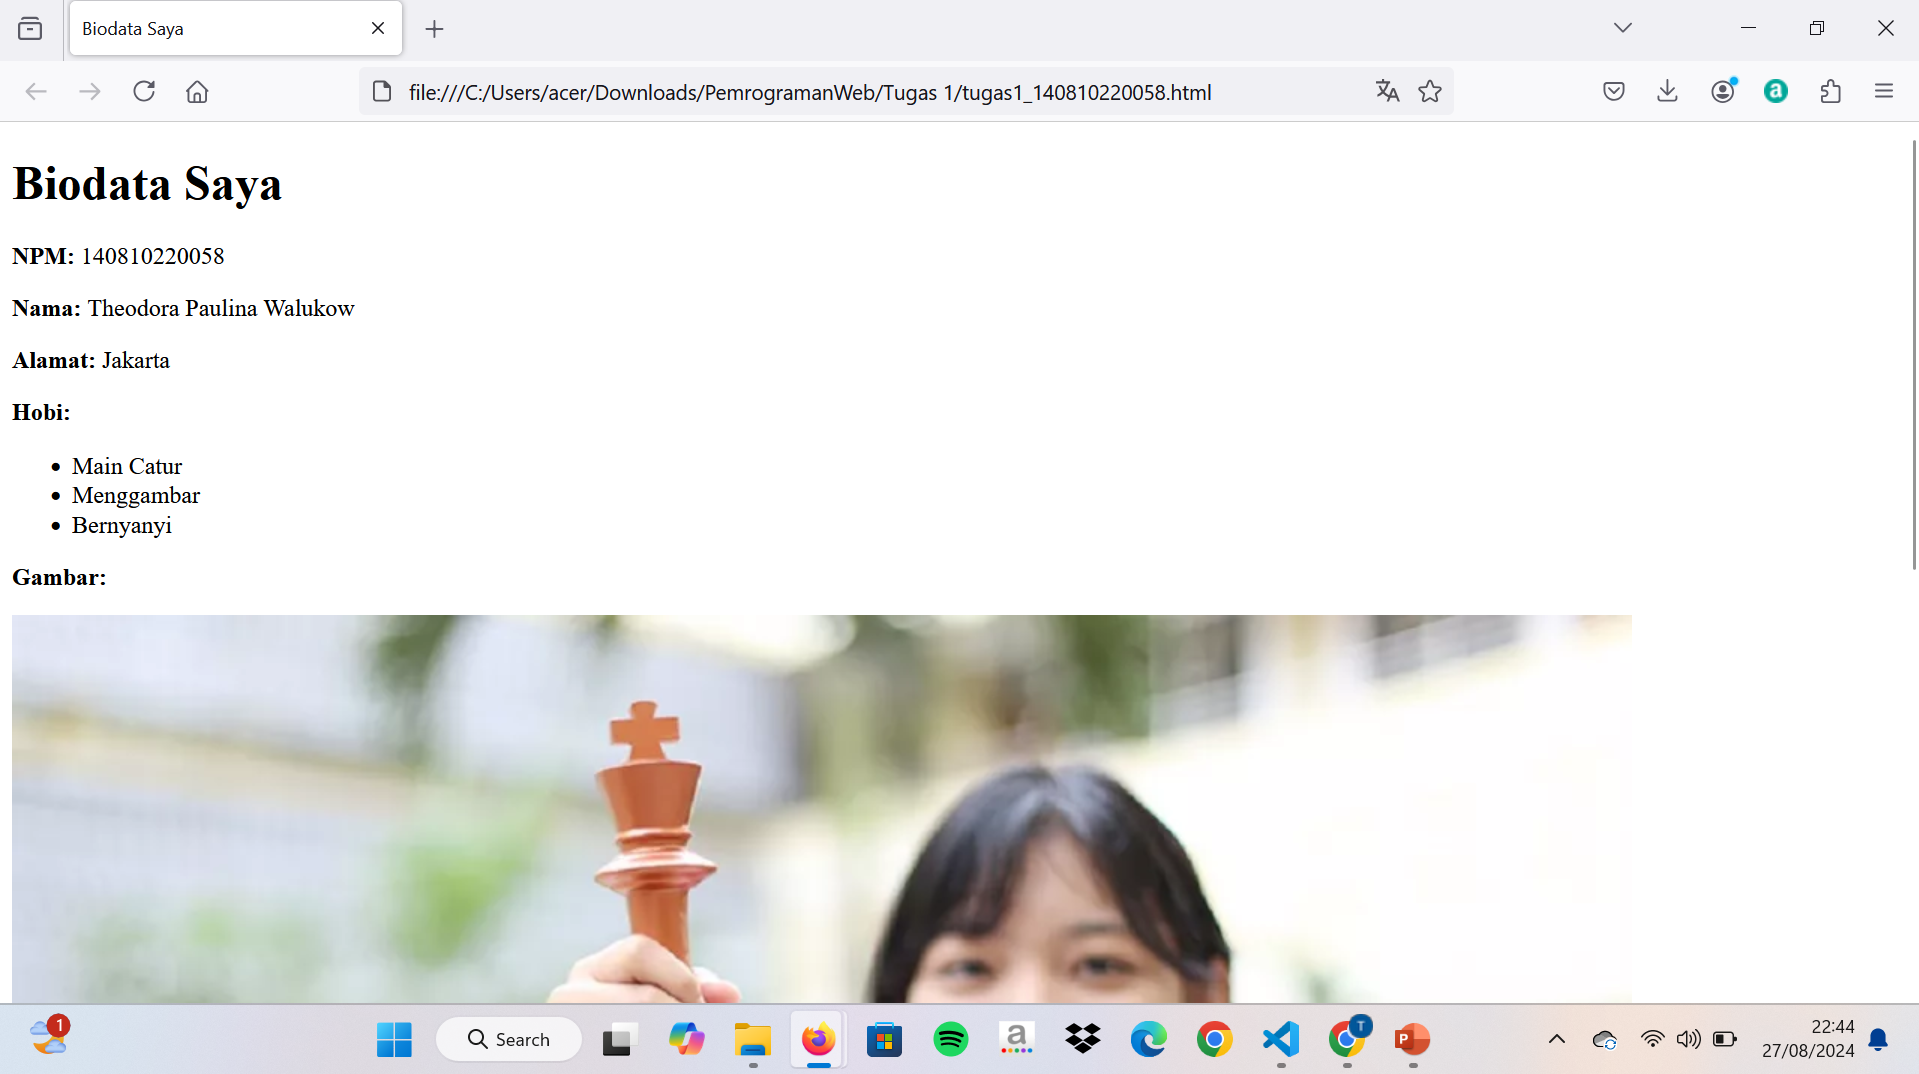 Biodata Saya
file:///C:/Users/acer/Downloads/PemrogramanWeb/Tugas 1/tugas1_140810220058.html
a
Biodata Saya
NPM: 140810220058
Nama: Theodora Paulina Walukow
Alamat: Jakarta
Hobi:
Main Catur
Menggambar
Bernyanyi
Gambar:
1
Search
a
T
P
22:44
27/08/2024